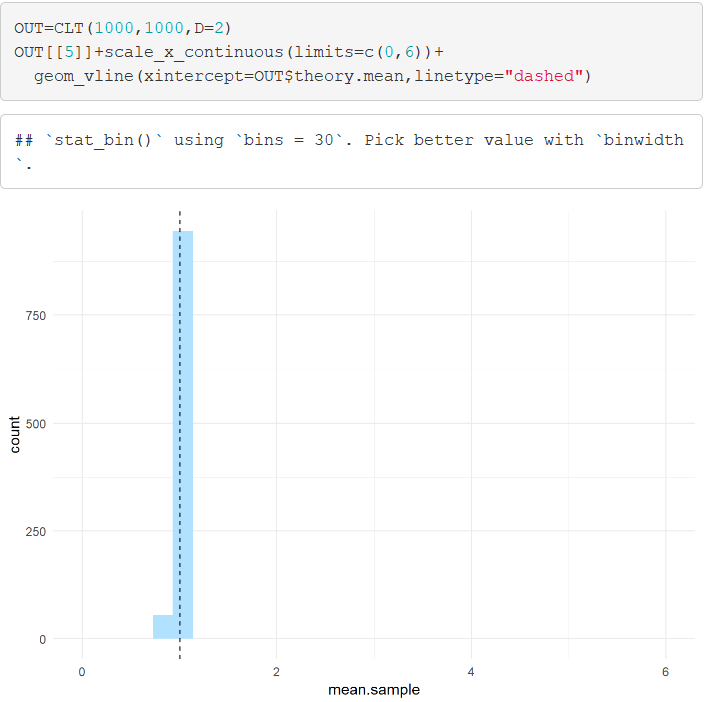 OUT=CLT(1000,1000,D=2)
OUT[[5]]+scale_x_continuous(limits=c(0,6))+
  geom_vline(xintercept=OUT$theory.mean,linetype="dashed")
## `stat_bin()` using `bins = 30`. Pick better value with `binwidth
`.
750
500
250
0
count
0 2 4 6
mean.sample